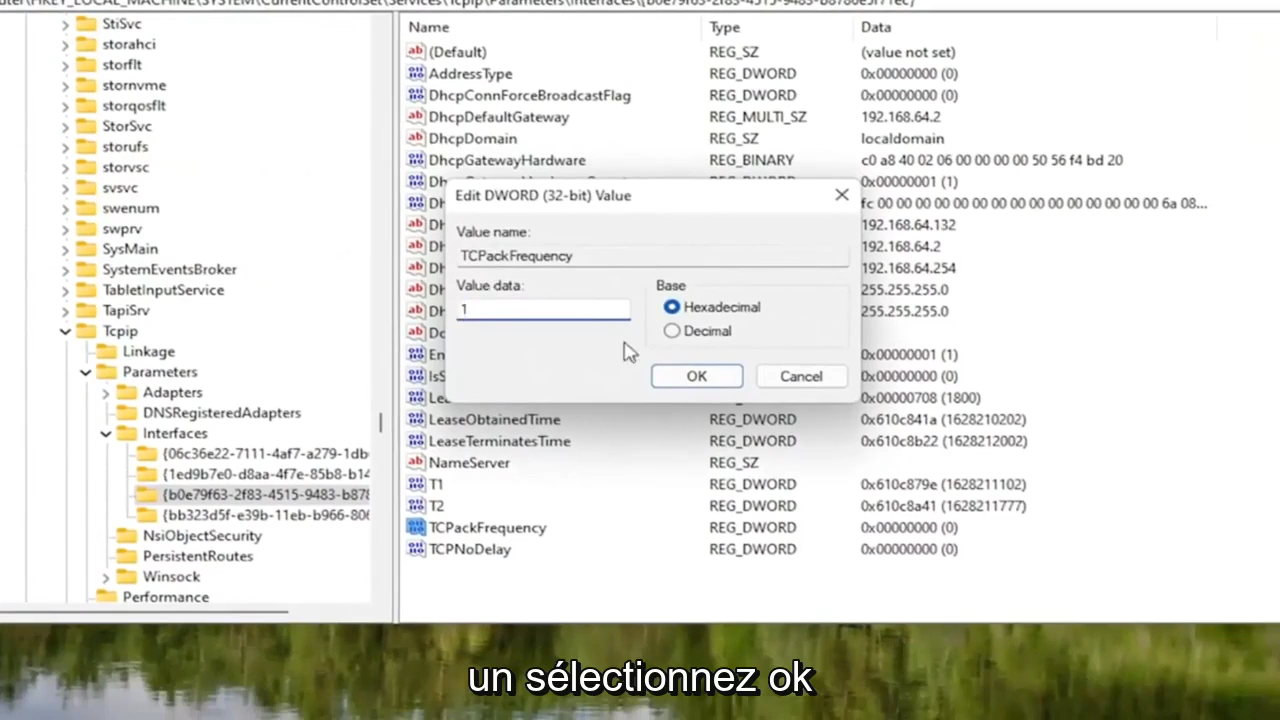 StiSvc
storahci
storflt
stornvme
storqosflt
StorSvc
storufs
storvsc
svsvc
swenum
swprv
SysMain
SystemEventsBroker
TabletInputService
TapiSrv
Tcpip
Linkage
Parameters
Adapters
DNSRegisteredAdapters
Interfaces
{06c36e22-7111-4af7-a279-1db
{1ed9b7e0-d8aa-4f7e-85b8-b14
{b0e79f63-2f83-4515-9483-b878
{bb323d5f-e39b-11eb-b966-806
NsiObjectSecurity
PersistentRoutes
Winsock
Performance
Name Type Data
(Default) REG_SZ (value not set)
AddressType REG_DWORD 0x00000000 (0)
DhcpConnForceBroadcastFlag REG_DWORD 0x00000000 (0)
DhcpDefaultGateway REG_MULTI_SZ 192.168.64.2
DhcpDomain REG_SZ localdomain
DhcpGatewayHardware REG_BINARY c0 a8 40 02 06 00 00 00 00 50 56 f4 bd 20
0x00000001 (1)
fc 00 00 00 00 00 00 00 00 00 00 00 00 00 6a 08...
192.168.64.132
192.168.64.2
192.168.64.254
255.255.255.0
255.255.255.0
0x00000001 (1)
0x00000000 (0)
0x00000708 (1800)
LeaseObtainedTime REG_DWORD 0x610c841a (1628210202)
LeaseTerminatesTime REG_DWORD 0x610c8b22 (1628212002)
NameServer REG_SZ
T1 REG_DWORD 0x610c879e (1628211102)
T2 REG_DWORD 0x610c8a41 (1628211777)
TCPackFrequency REG_DWORD 0x00000000 (0)
TCPNoDelay REG_DWORD 0x00000000 (0)
Edit DWORD (32-bit) Value
Value name:
TCPackFrequency
Value data:
1
Base
Hexadecimal
Decimal
OK Cancel
un sélectionnez ok